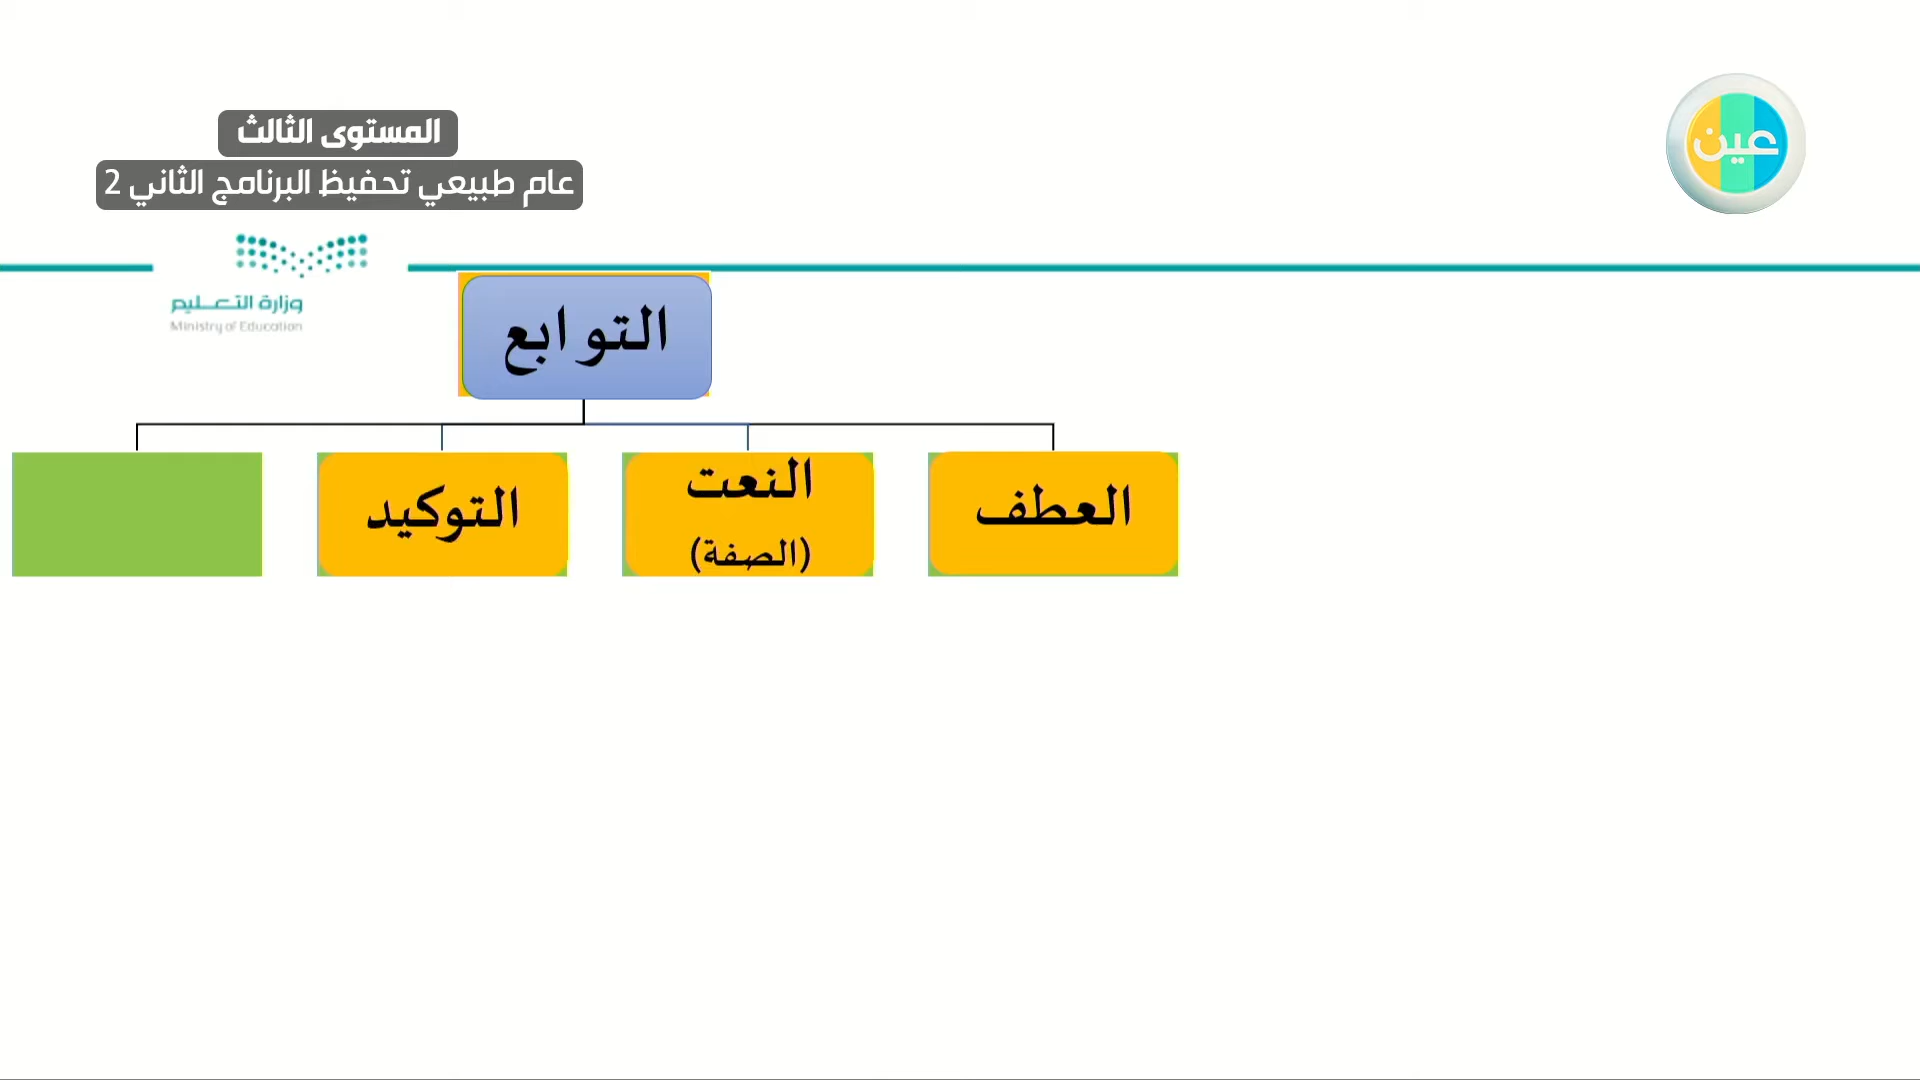 عين
المستوى الثالث
عام طبيعي تحفيظ البرنامج الثاني 2
وزارة التعليم
Ministry of Education
التوابع
العطف
النعت
(الصفة)
التوكيد